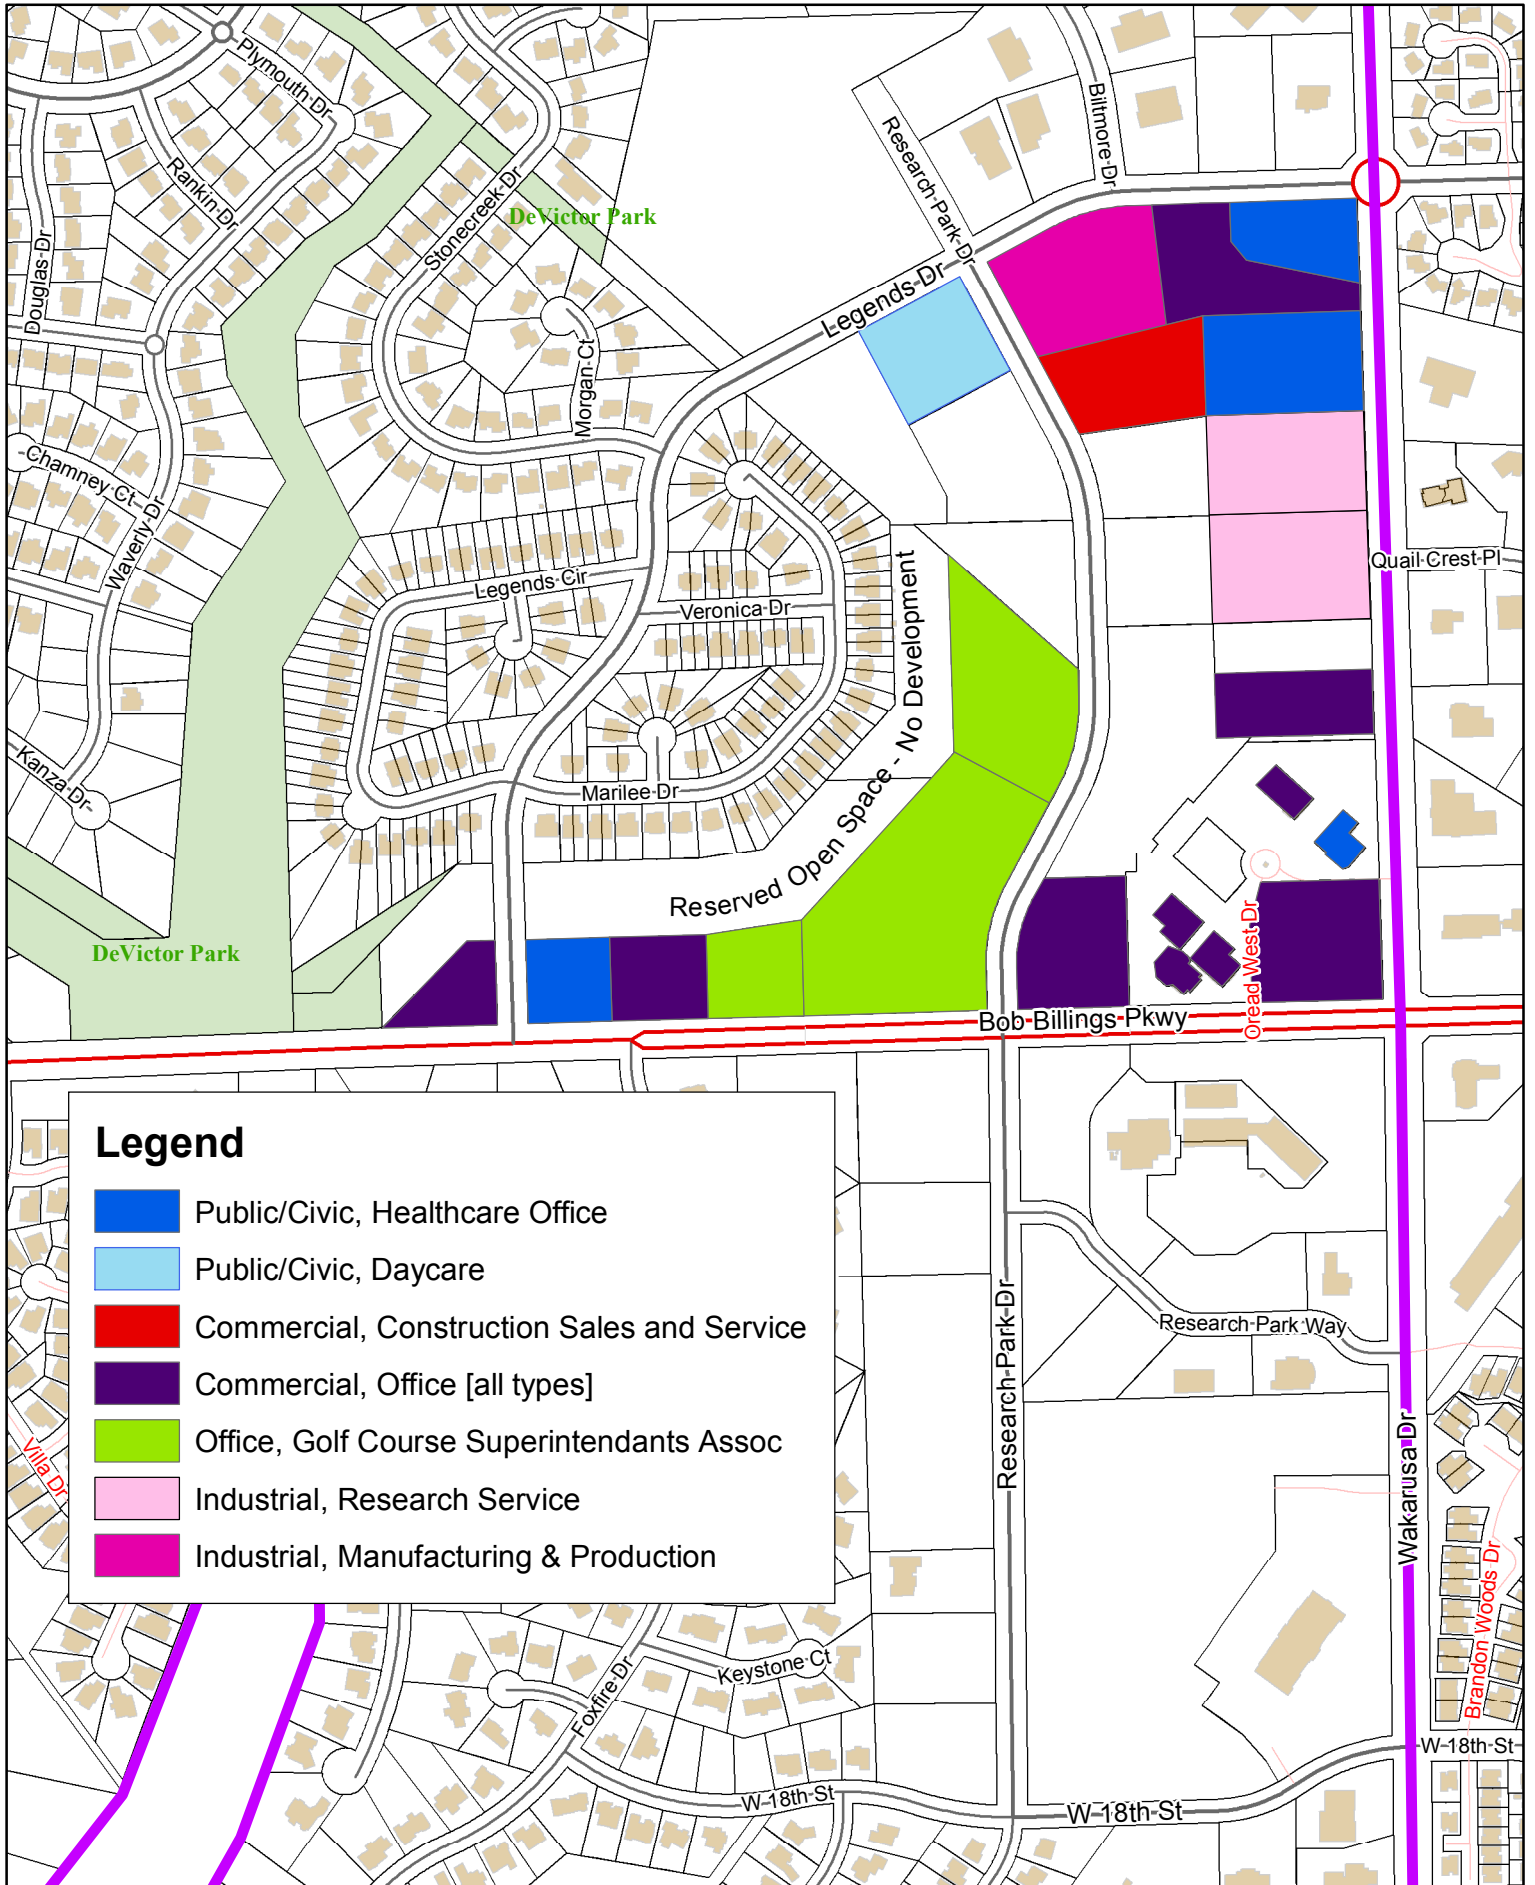 Plymouth Dr
Biltmore Dr
Research Park Dr
Rankin Dr
Stonecreek Dr
DeVictor Park
Douglas Dr
Legends Dr
Morgan Ct
Chamney Ct
Waverly Dr
Quail Crest Pl
Legends Cir
Veronica Dr
Reserved Open Space - No Development
Kanza Dr
Marilee Dr
DeVictor Park
Oread West Dr
Bob Billings Pkwy
Legend
Public/Civic, Healthcare Office
Public/Civic, Daycare
Commercial, Construction Sales and Service
Commercial, Office [all types]
Office, Golf Course Superintendants Assoc
Industrial, Research Service
Industrial, Manufacturing & Production
Research Park Dr
Research Park Way
Villa Dr
Wakarusa Dr
Brandon Woods Dr
Keystone Ct
Foxfire Dr
W 18th St
W 18th St
W 18th St